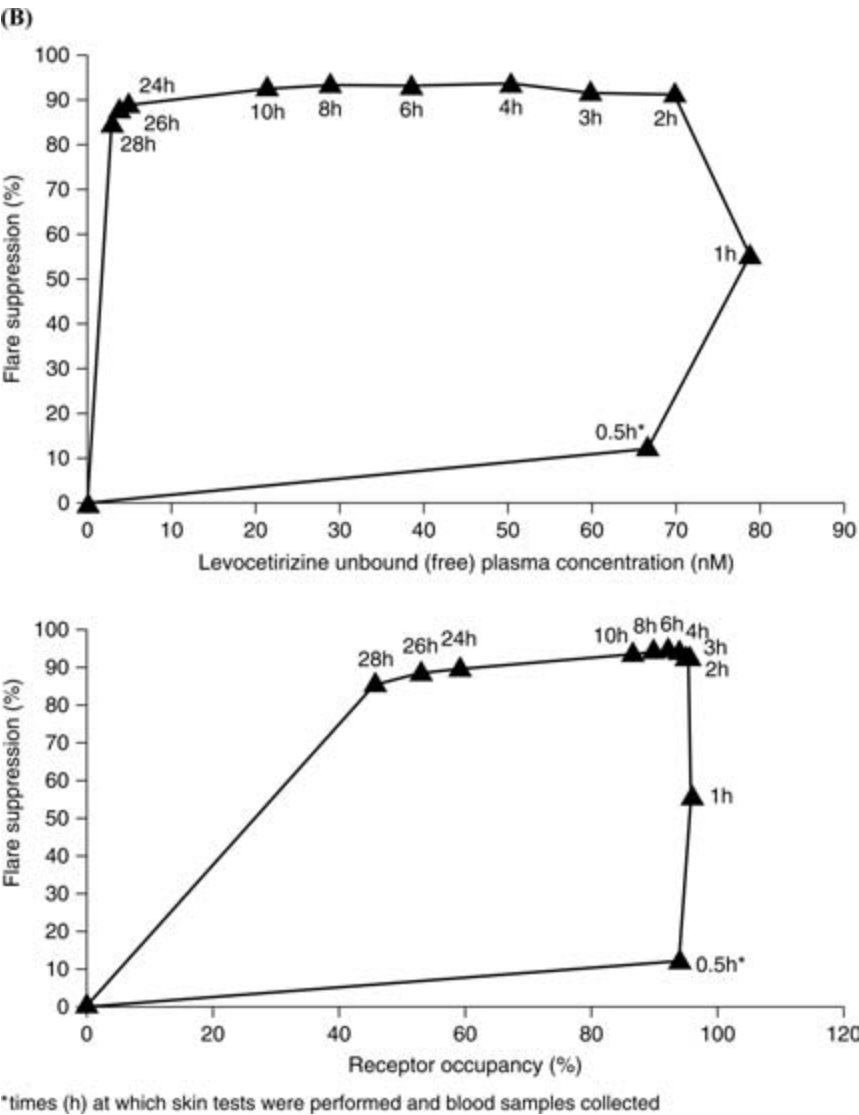 (B)
100
90
80
70
60
50
40
30
20
10
0
Flare suppression (%)
24h
26h
28h
10h
8h
6h
4h
3h
2h
1h
0.5h*
0 10 20 30 40 50 60 70 80 90
Levocetirizine unbound (free) plasma concentration (nM)
100
90
80
70
60
50
40
30
20
10
0
Flare suppression (%)
28h
26h
24h
10h
8h
6h
4h
3h
2h
1h
0.5h*
0 20 40 60 80 100 120
Receptor occupancy (%)
*times (h) at which skin tests were performed and blood samples collected